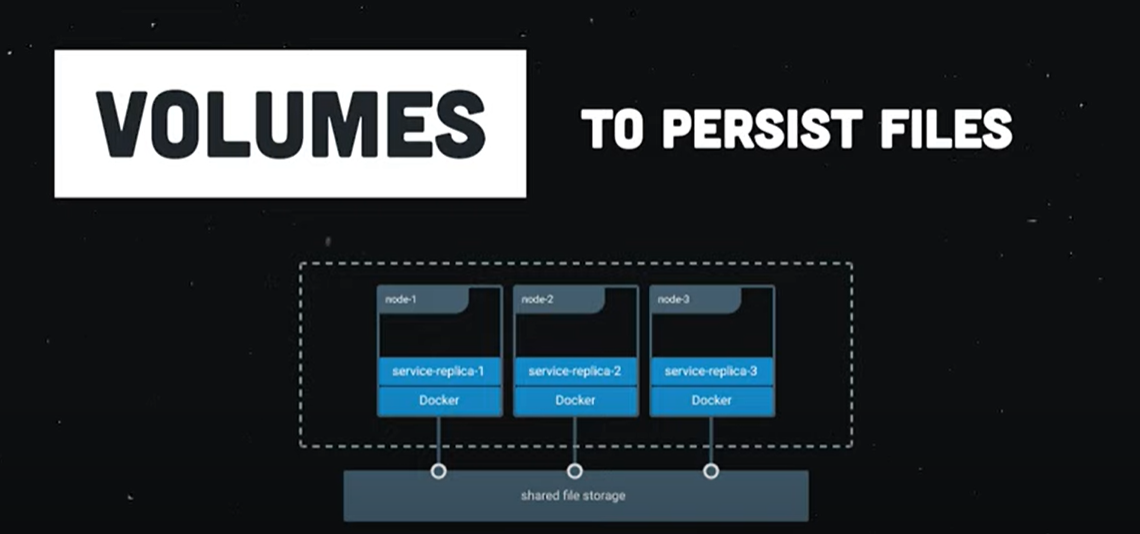 VOLUMES TO PERSIST FILES
node-1 node-2 node-3
service-replica-1 service-replica-2 service-replica-3
Docker Docker Docker
shared file storage